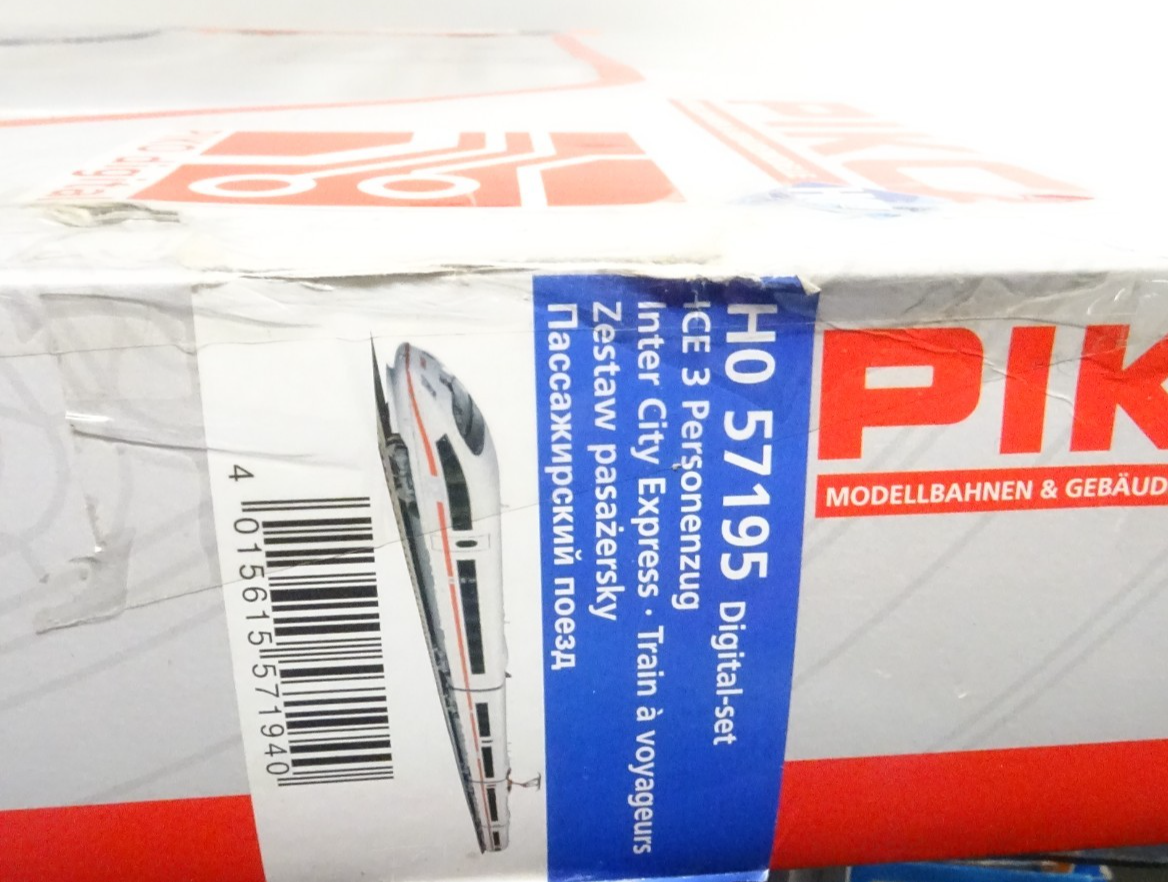 PIKO
PIK
MODELLBAHNEN & GEBÄUD
H0 57195 Digital-set
ICE 3 Personenzug
Inter City Express · Train à voyageurs
Zestaw pasażersky
Пассажирский поезд
4 015615 571940